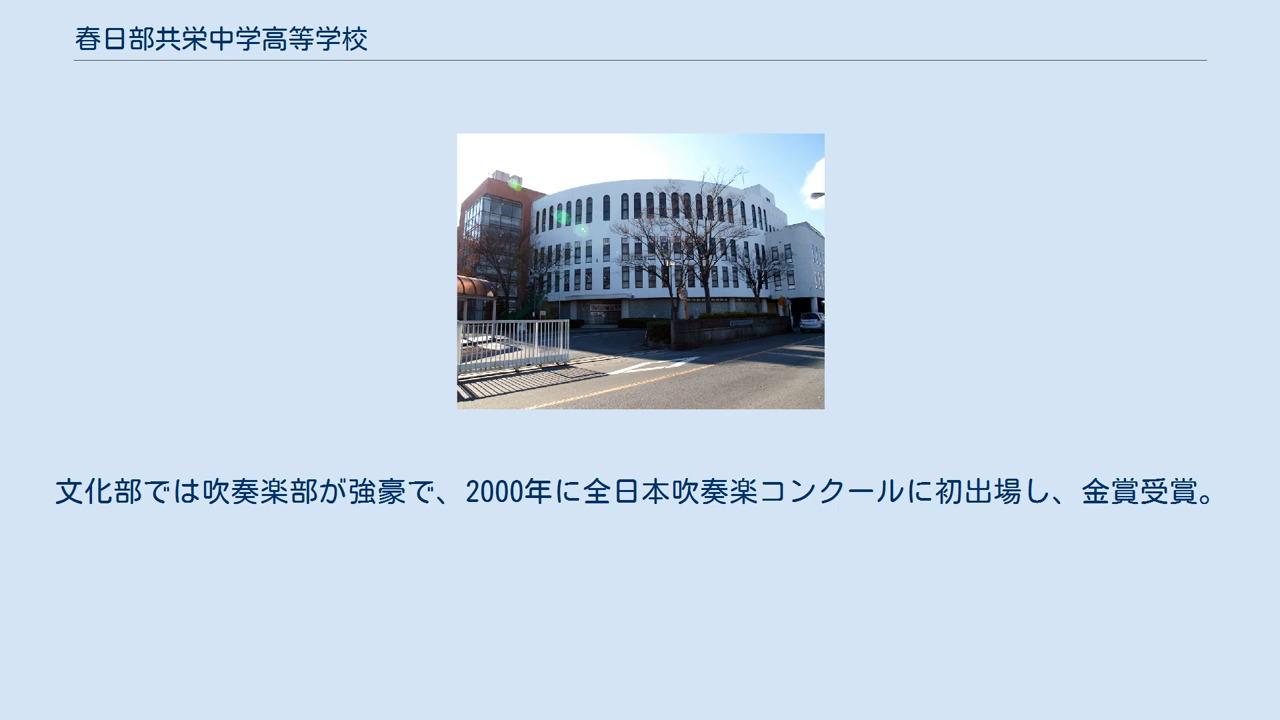 春日部共栄中学高等学校
文化部では吹奏楽部が強豪で、2000年に全日本吹奏楽コンクールに初出場し、金賞受賞。